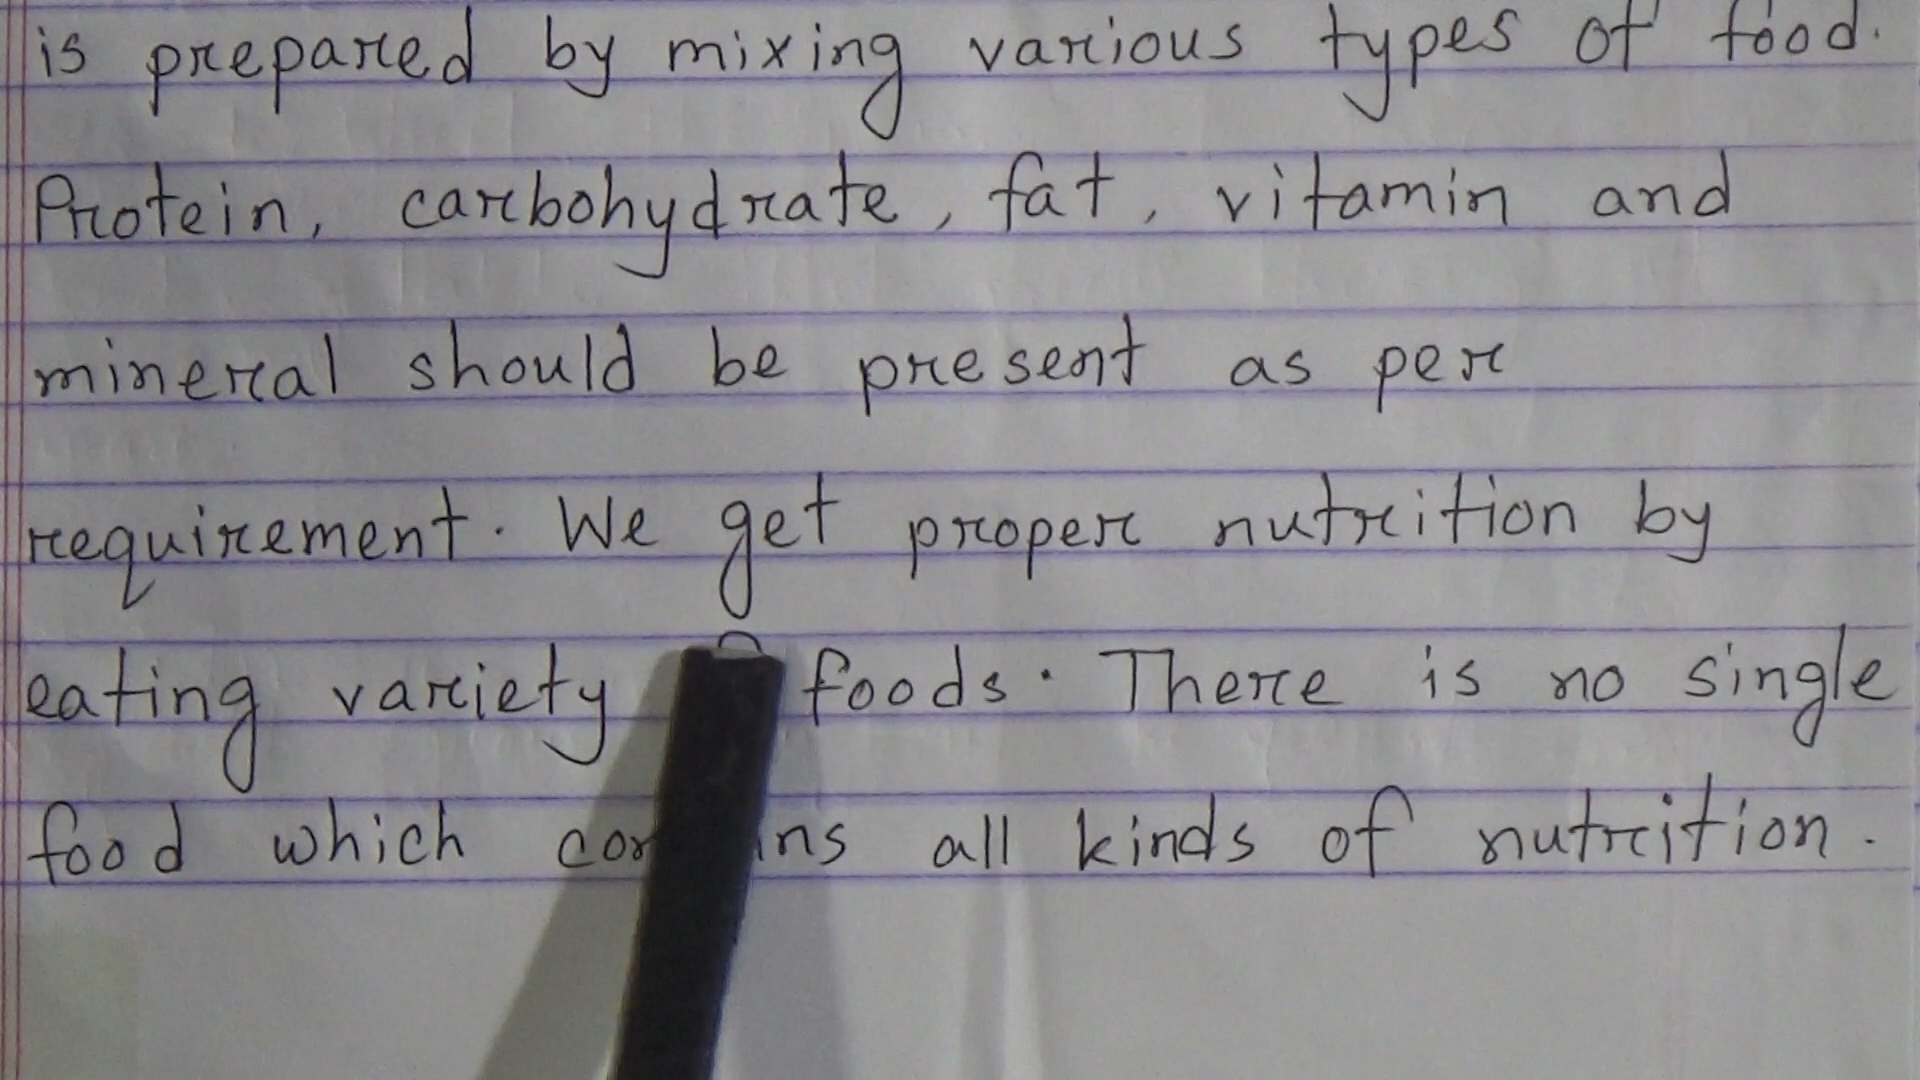 is prepared by mixing various types of food.
Protein, carbohydrate, fat, vitamin and
mineral should be present as per
requirement. We get proper nutrition by
eating variety foods. There is no single
food which all kinds of nutrition.